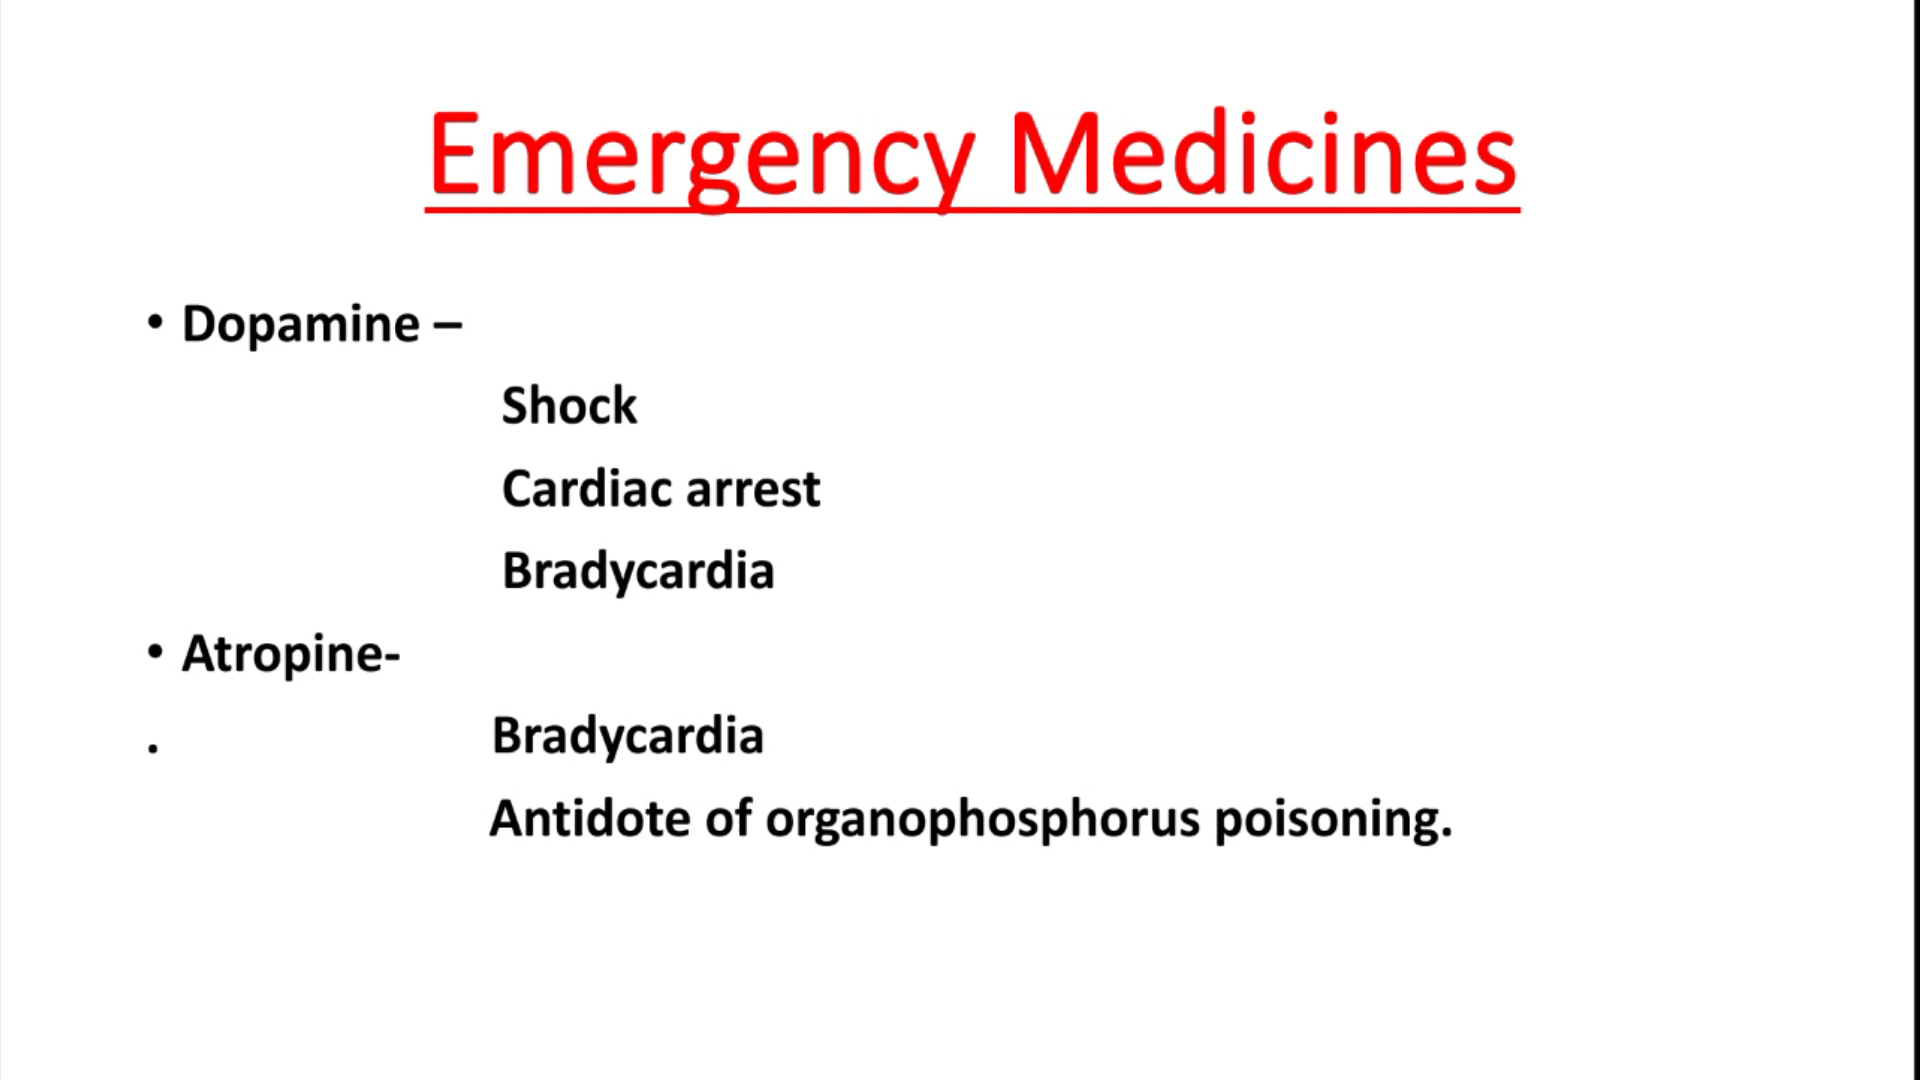 Emergency Medicines
• Dopamine –
Shock
Cardiac arrest
Bradycardia
• Atropine-
. Bradycardia
Antidote of organophosphorus poisoning.